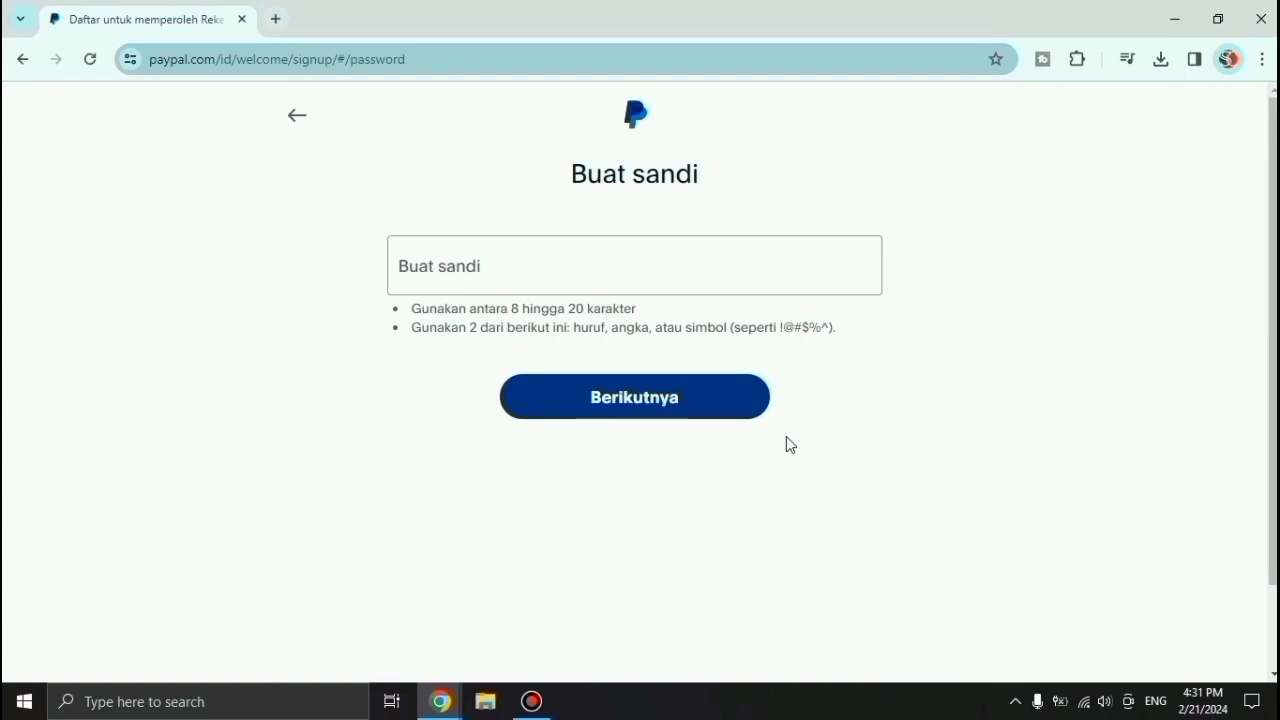 Daftar untuk memperoleh Reke
paypal.com/id/welcome/signup/#/password
Buat sandi
Buat sandi
Gunakan antara 8 hingga 20 karakter
Gunakan 2 dari berikut ini: huruf, angka, atau simbol (seperti !@#$%^).
Berikutnya
Type here to search
ENG
4:31 PM
2/21/2024